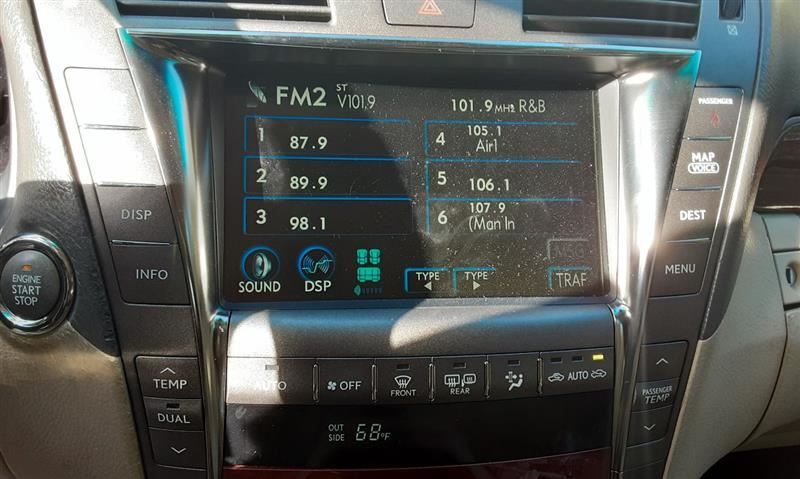 FM2 ST V101.9 101.9MHz R&B
1 87.9
2 89.9
3 98.1
4 105.1 Air1
5 106.1
6 107.9 (Man In
SOUND DSP TYPE TYPE TRAF
DISP
INFO
ENGINE START STOP
PASSENGER
MAP VOICE
DEST
MENU
TEMP
DUAL
AUTO OFF FRONT REAR AUTO
PASSENGER TEMP
OUT SIDE 68°F